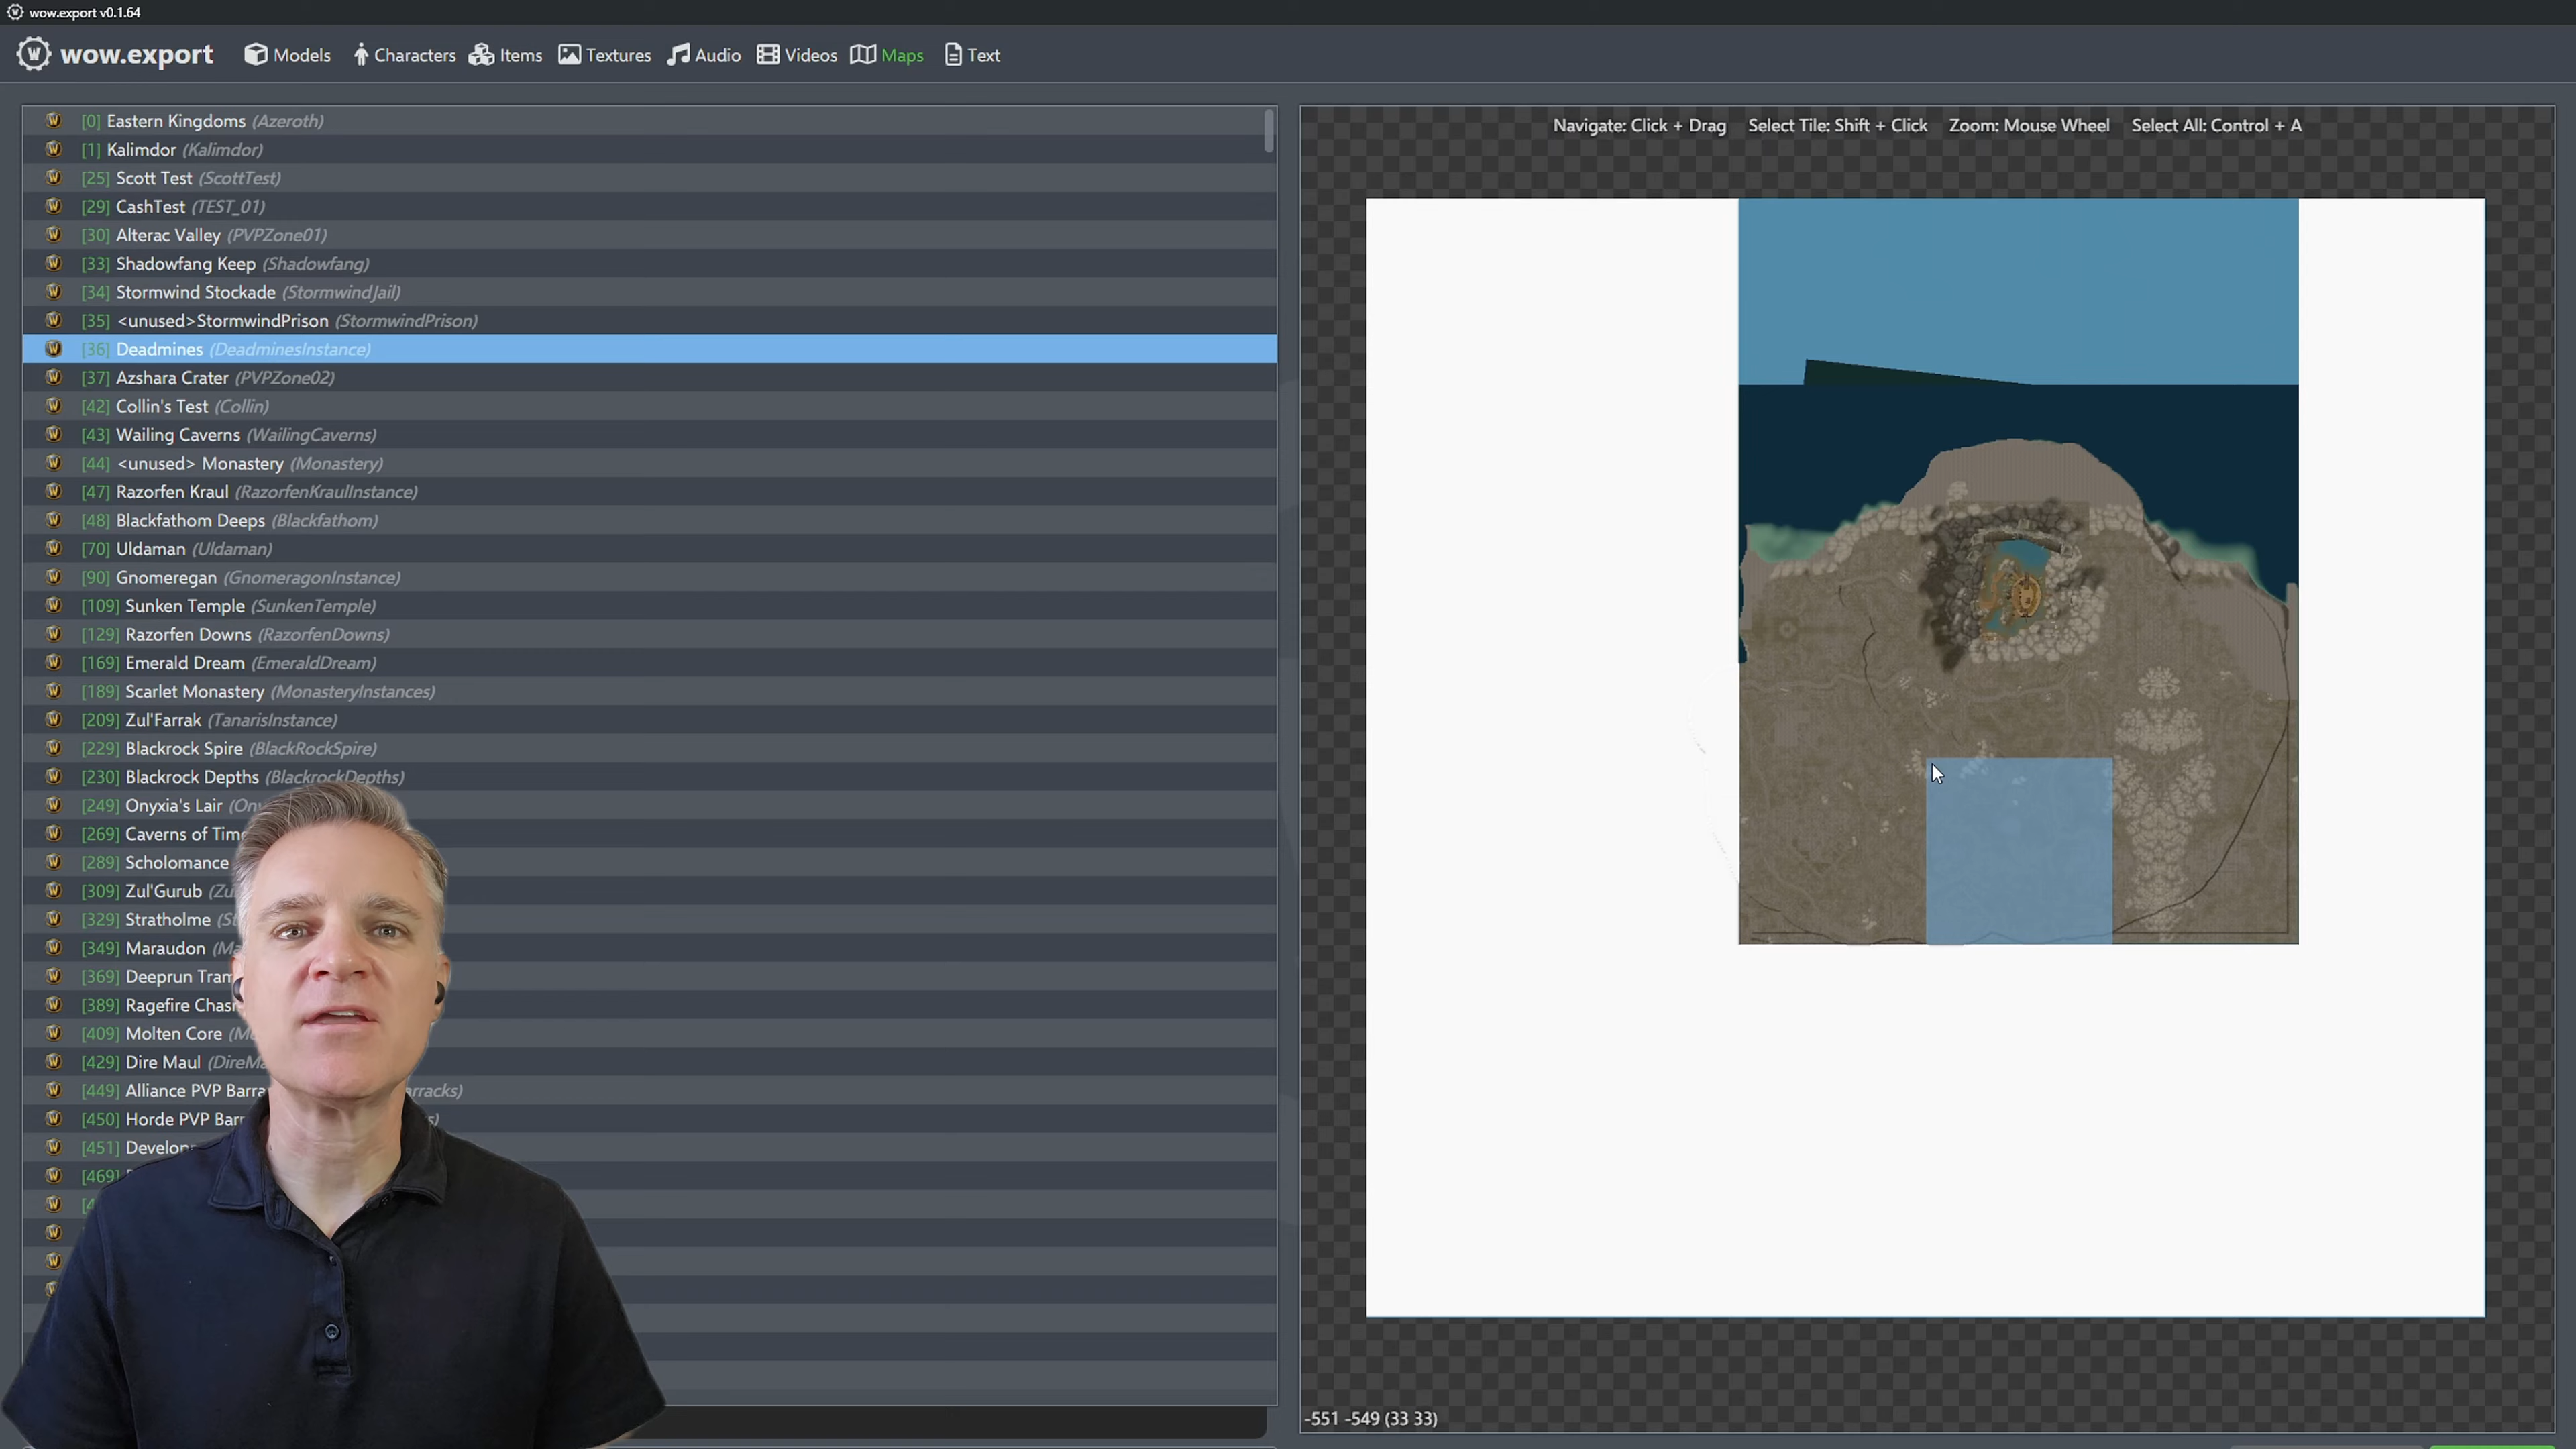 wow.export v0.1.64
wow.export Models Characters Items Textures Audio Videos Maps Text
[0] Eastern Kingdoms (Azeroth)
[1] Kalimdor (Kalimdor)
[25] Scott Test (ScottTest)
[29] CashTest (TEST_01)
[30] Alterac Valley (PVPZone01)
[33] Shadowfang Keep (Shadowfang)
[34] Stormwind Stockade (StormwindJail)
[35] <unused>StormwindPrison (StormwindPrison)
[36] Deadmines (DeadminesInstance)
[37] Azshara Crater (PVPZone02)
[42] Collin's Test (Collin)
[43] Wailing Caverns (WailingCaverns)
[44] <unused> Monastery (Monastery)
[47] Razorfen Kraul (RazorfenKraulInstance)
[48] Blackfathom Deeps (Blackfathom)
[70] Uldaman (Uldaman)
[90] Gnomeregan (GnomeragonInstance)
[109] Sunken Temple (SunkenTemple)
[129] Razorfen Downs (RazorfenDowns)
[169] Emerald Dream (EmeraldDream)
[189] Scarlet Monastery (MonasteryInstances)
[209] Zul'Farrak (TanarisInstance)
[229] Blackrock Spire (BlackRockSpire)
[230] Blackrock Depths (BlackrockDepths)
[249] Onyxia's Lair
[269] Caverns of
[289] Scholomance
[309] Zul'Gurub
[329] Stratholme
[349] Maraudon
[369] Deeprun
[389] Ragefire
[409] Molten Core
[429] Dire Maul
[449] Alliance PVP
[450] Horde PVP
[451]
[469]
Navigate: Click + Drag Select Tile: Shift + Click Zoom: Mouse Wheel Select All: Control + A
-551 -549 (33 33)